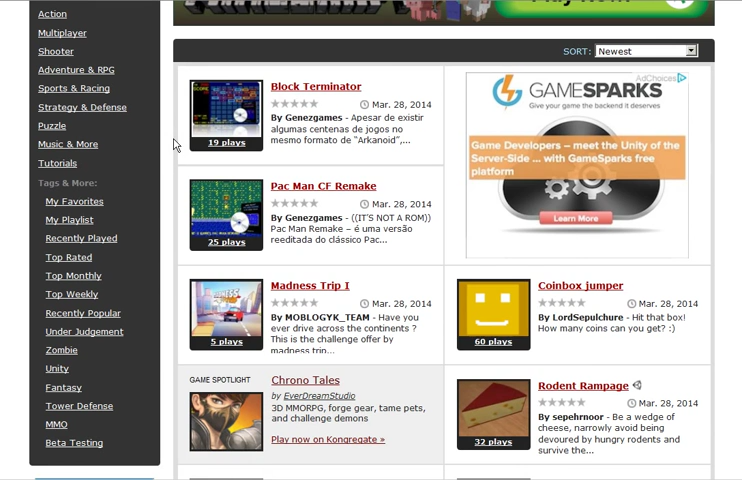 Action
Multiplayer
Shooter
Adventure & RPG
Sports & Racing
Strategy & Defense
Puzzle
Music & More
Tutorials
Tags & More:
My Favorites
My Playlist
Recently Played
Top Rated
Top Monthly
Top Weekly
Recently Popular
Under Judgement
Zombie
Unity
Fantasy
Tower Defense
MMO
Beta Testing
SORT: Newest
Block Terminator
Mar. 28, 2014
By Genezgames - Apesar de existir
algumas centenas de jogos no
mesmo formato de “Arkanoid”,...
19 plays
Pac Man CF Remake
Mar. 28, 2014
By Genezgames - ((IT'S NOT A ROM))
Pac Man Remake – é uma versão
reeditada do clássico Pac...
25 plays
AdChoices
GAMESPARKS
Give your game the backend it deserves
Game Developers – meet the Unity of the
Server-Side ... with GameSparks free
platform
Learn More
Madness Trip I
Mar. 28, 2014
By MOBLOGYK_TEAM - Have you
ever drive across the continents ?
This is the challenge offer by
madness trip...
5 plays
Coinbox jumper
Mar. 28, 2014
By LordSepulchure - Hit that box!
How many coins can you get? :)
60 plays
GAME SPOTLIGHT
Chrono Tales
by EverDreamStudio
3D MMORPG, forge gear, tame pets,
and challenge demons
Play now on Kongregate »
Rodent Rampage
Mar. 28, 2014
By sepehrnoor - Be a wedge of
cheese, narrowly avoid being
devoured by hungry rodents and
survive the...
32 plays